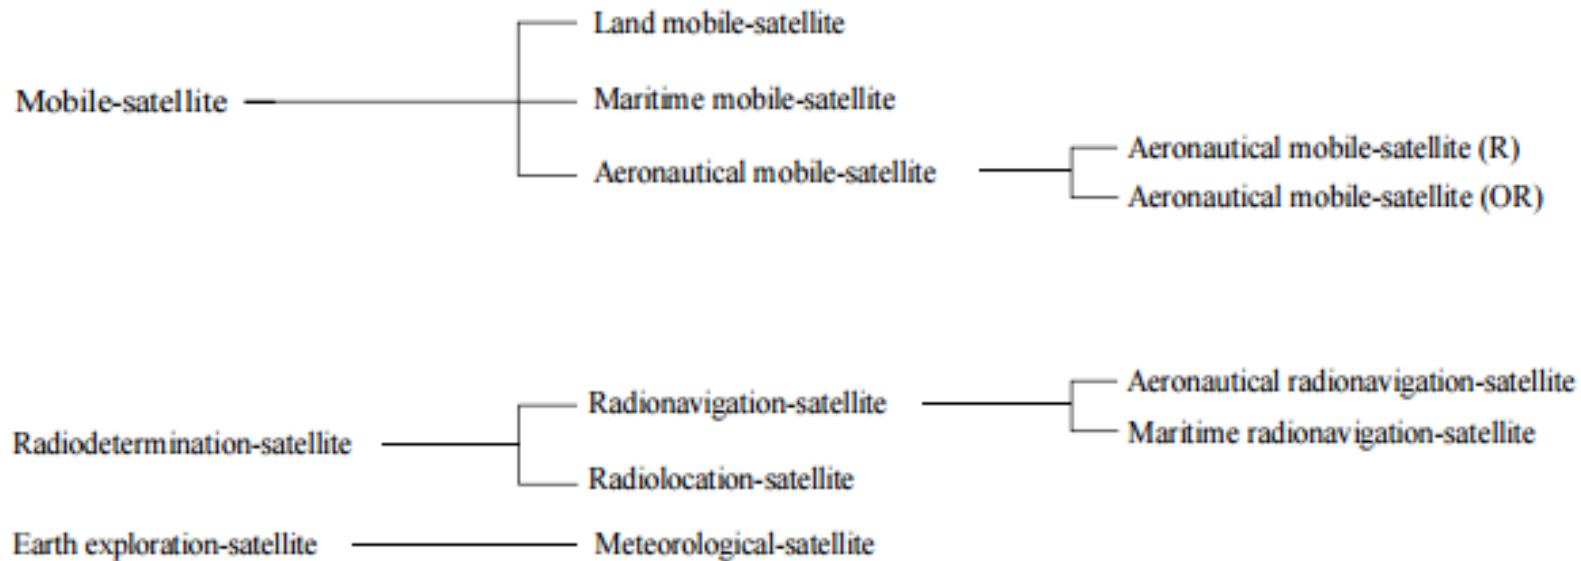 Land mobile-satellite
Mobile-satellite
Maritime mobile-satellite
Aeronautical mobile-satellite
Aeronautical mobile-satellite (R)
Aeronautical mobile-satellite (OR)
Radionavigation-satellite
Aeronautical radionavigation-satellite
Maritime radionavigation-satellite
Radiodetermination-satellite
Radiolocation-satellite
Earth exploration-satellite
Meteorological-satellite